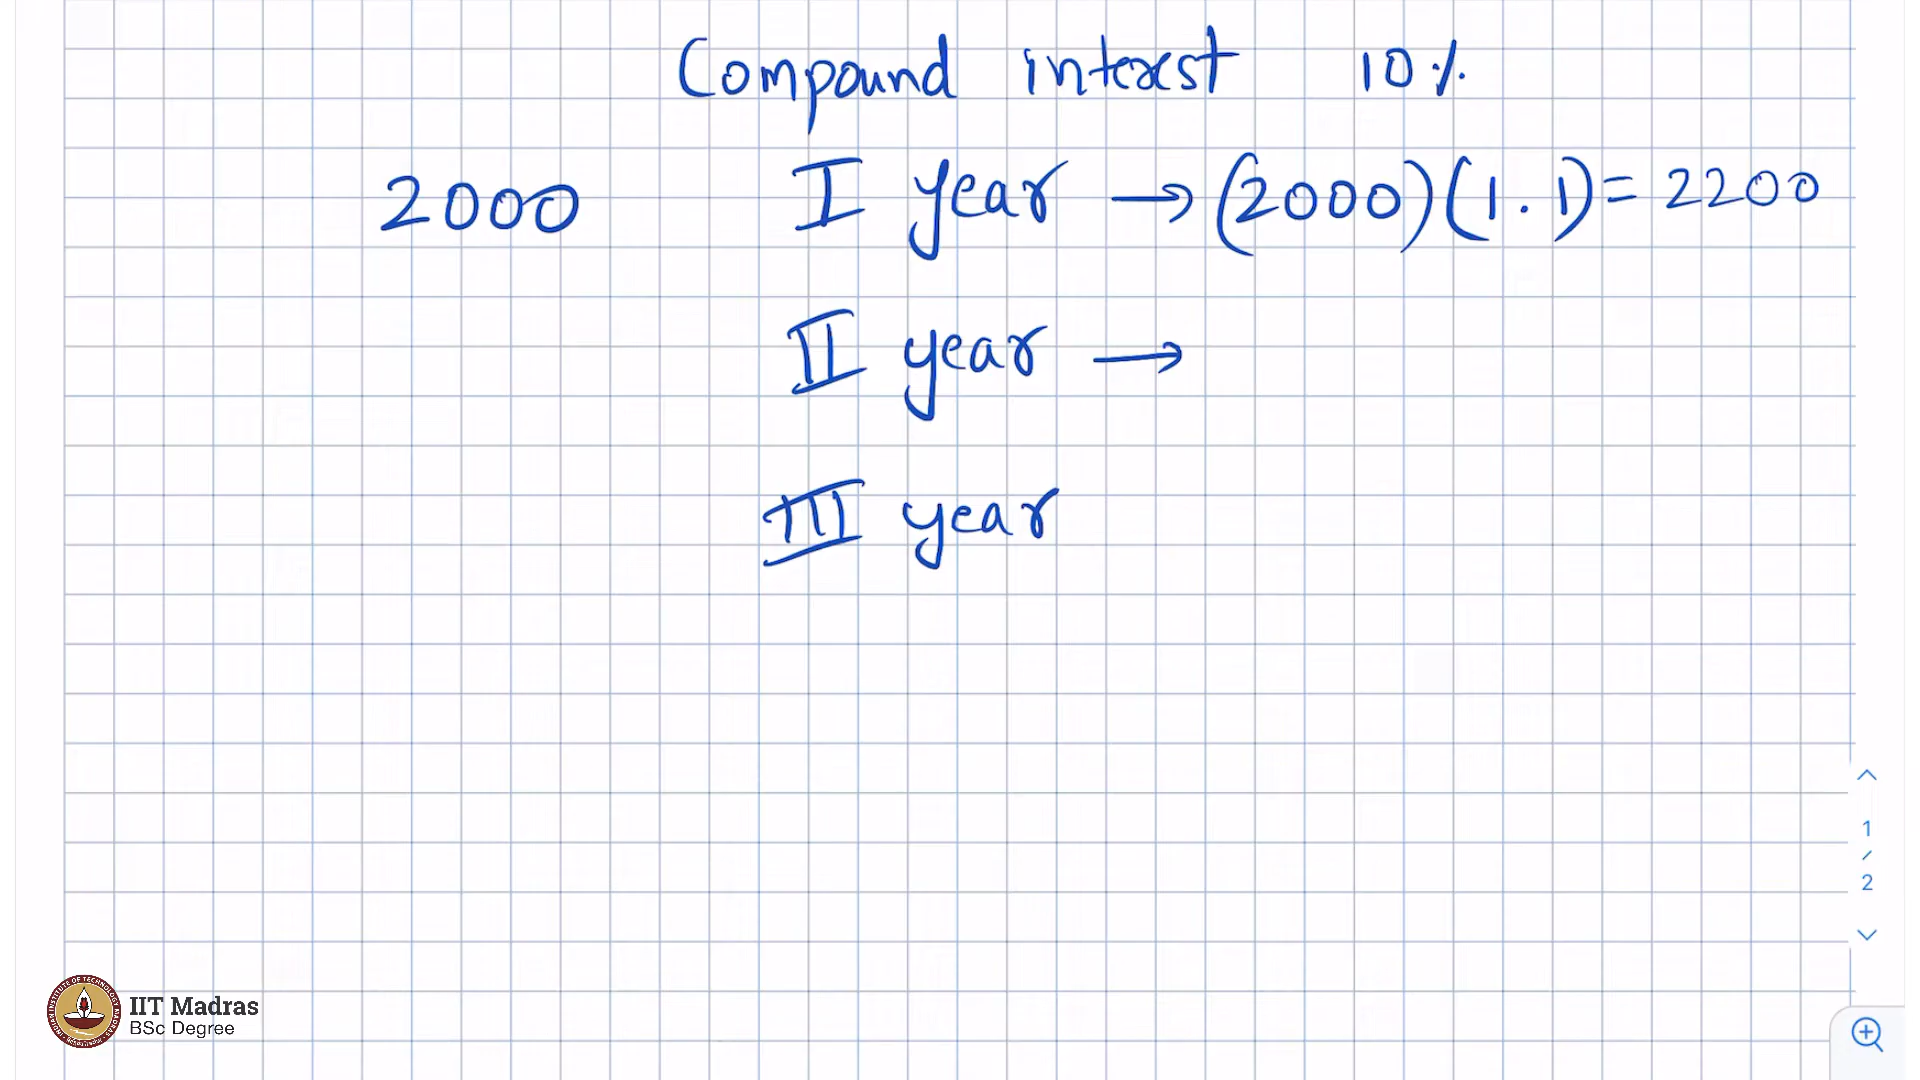 Compound interest 10%
2000 I year → (2000)(1.1) = 2200
II year →
III year
1
/
2
IIT Madras
BSc Degree